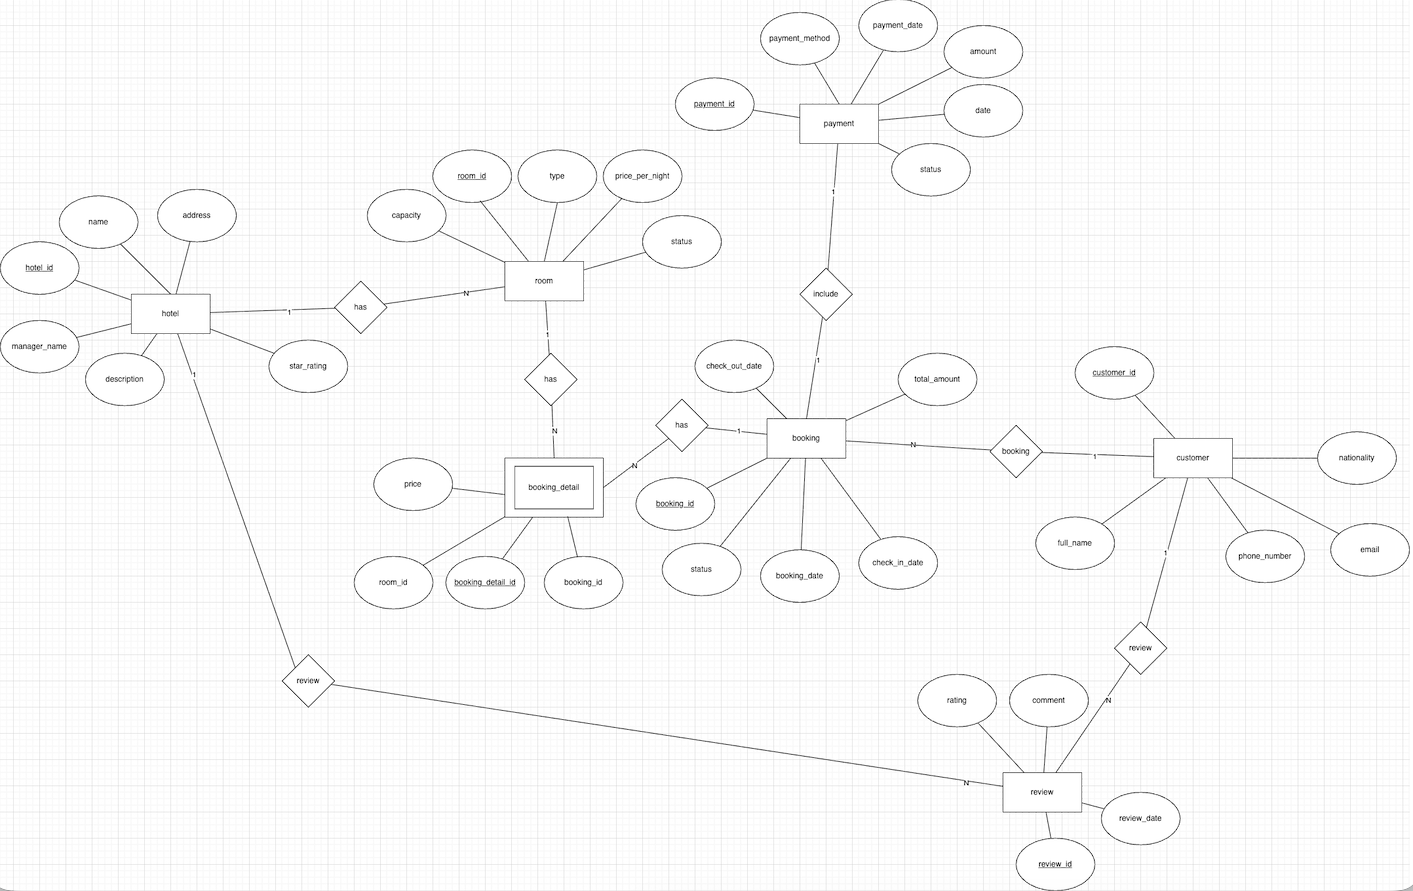 payment_method
payment_date
amount
payment_id
date
payment
status
1
room_id
type
price_per_night
capacity
status
name
address
hotel_id
room
hotel
1
has
N
include
manager_name
description
star_rating
1
1
has
1
N
check_out_date
total_amount
customer_id
has
1
booking
N
booking
1
customer
nationality
N
price
booking_detail
booking_id
full_name
phone_number
email
room_id
booking_detail_id
booking_id
status
booking_date
check_in_date
1
review
review
N
rating
comment
N
review
review_date
review_id